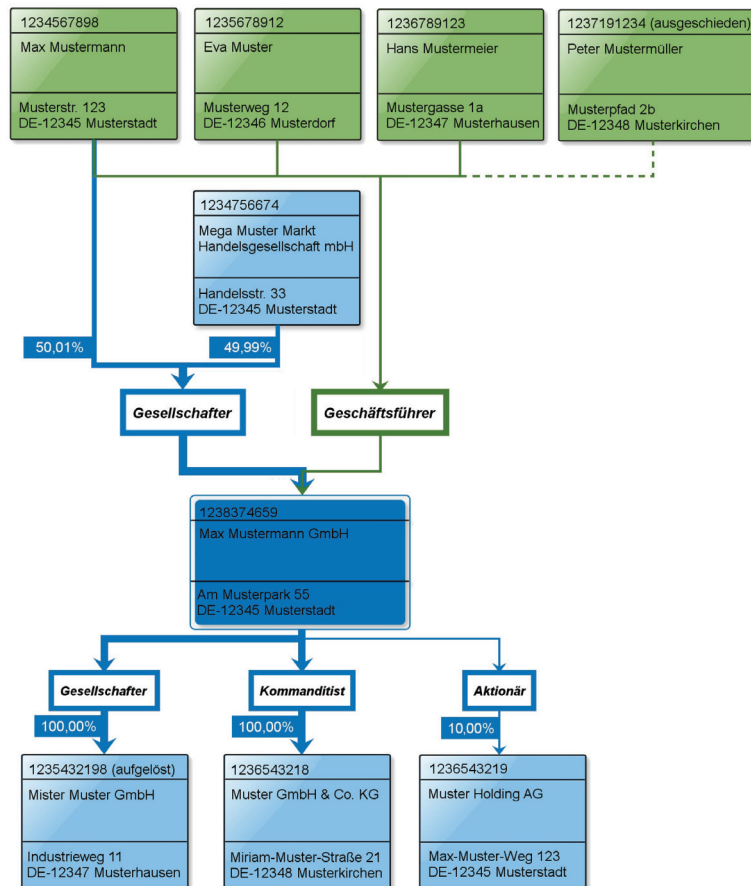 1234567898
Max Mustermann
Musterstr. 123
DE-12345 Musterstadt
1235678912
Eva Muster
Musterweg 12
DE-12346 Musterdorf
1236789123
Hans Mustermeier
Mustergasse 1a
DE-12347 Musterhausen
1237191234 (ausgeschieden)
Peter Mustermüller
Musterpfad 2b
DE-12348 Musterkirchen
1234756674
Mega Muster Markt
Handelsgesellschaft mbH
Handelsstr. 33
DE-12345 Musterstadt
50,01%
49,99%
Gesellschafter
Geschäftsführer
1238374659
Max Mustermann GmbH
Am Musterpark 55
DE-12345 Musterstadt
Gesellschafter
Kommanditist
Aktionär
100,00%
100,00%
10,00%
1235432198 (aufgelöst)
Mister Muster GmbH
Industrieweg 11
DE-12347 Musterhausen
1236543218
Muster GmbH & Co. KG
Miriam-Muster-Straße 21
DE-12348 Musterkirchen
1236543219
Muster Holding AG
Max-Muster-Weg 123
DE-12345 Musterstadt